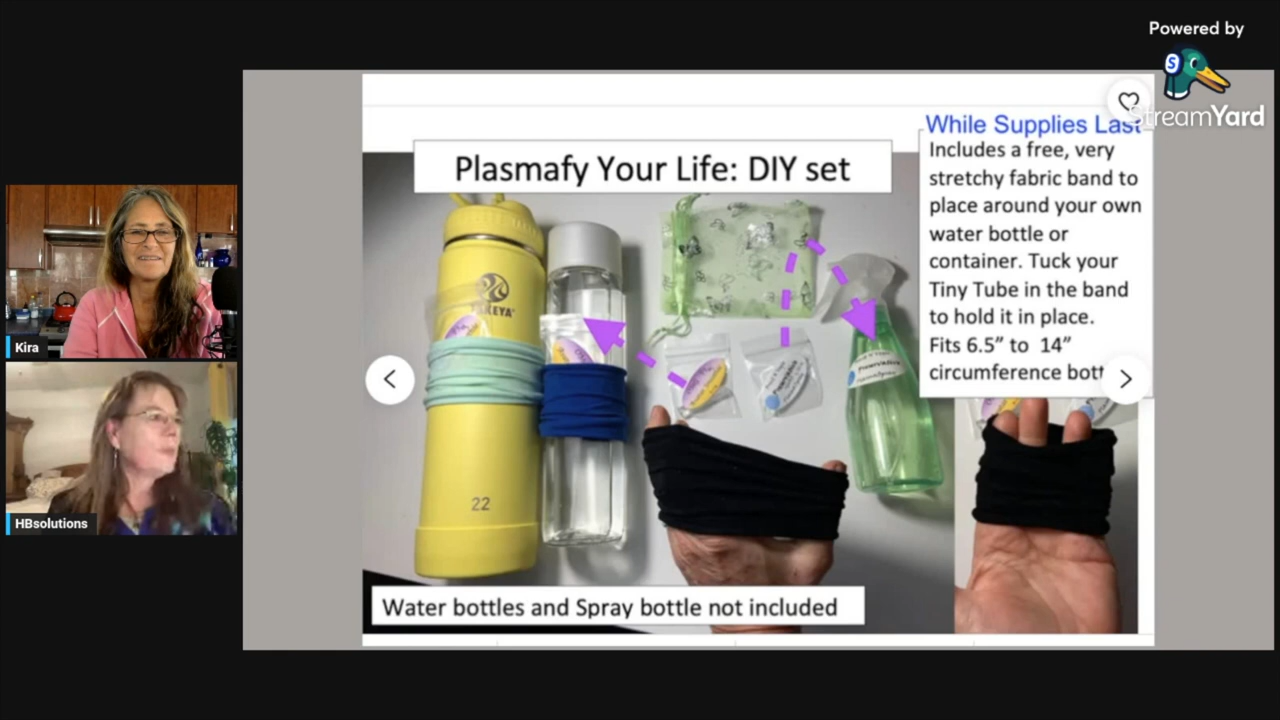 Powered by
StreamYard
While Supplies Last
Includes a free, very
stretchy fabric band to
place around your own
water bottle or
container. Tuck your
Tiny Tube in the band
to hold it in place.
Fits 6.5” to 14”
circumference bott
Plasmafy Your Life: DIY set
TAKEYA
22
Preservative
Water bottles and Spray bottle not included
Kira
HBsolutions